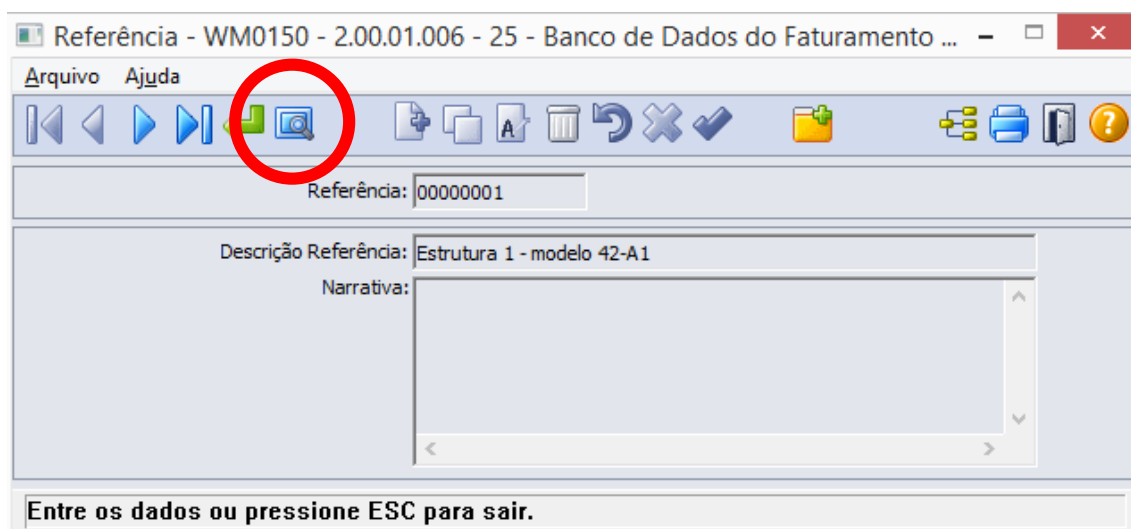 Referência - WM0150 - 2.00.01.006 - 25 - Banco de Dados do Faturamento ...
Arquivo Ajuda
A
?
Referência: 00000001
Descrição Referência: Estrutura 1 - modelo 42-A1
Narrativa:
Entre os dados ou pressione ESC para sair.